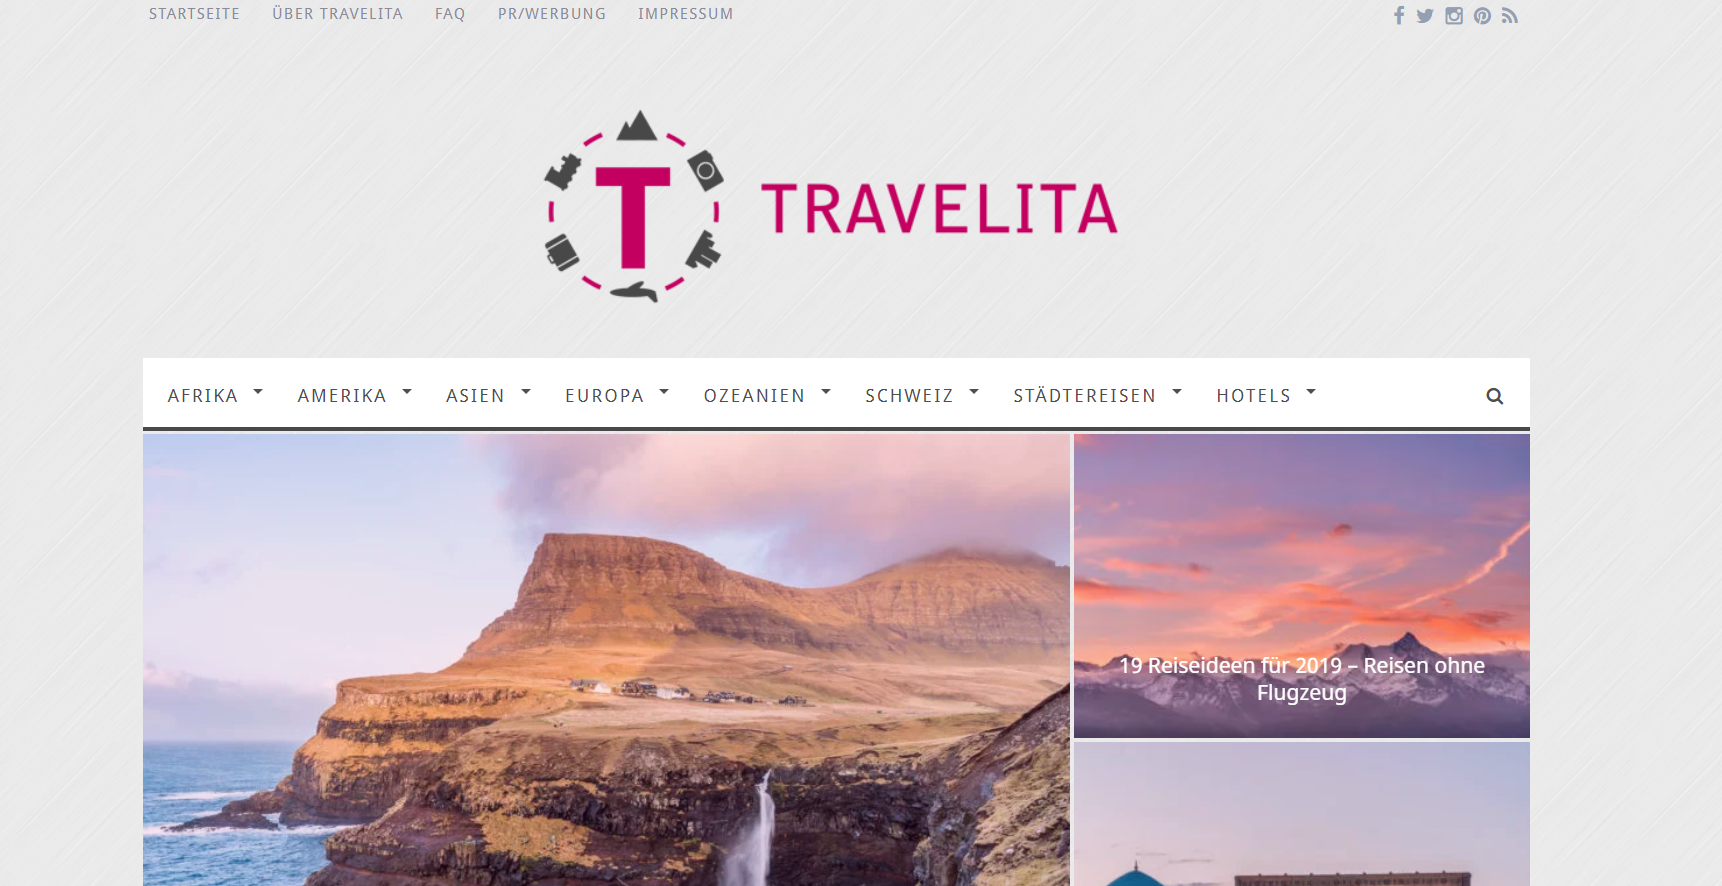 STARTSEITE ÜBER TRAVELITA FAQ PR/WERBUNG IMPRESSUM
T TRAVELITA
AFRIKA AMERIKA ASIEN EUROPA OZEANIEN SCHWEIZ STÄDTEREISEN HOTELS
19 Reiseideen für 2019 – Reisen ohne
Flugzeug